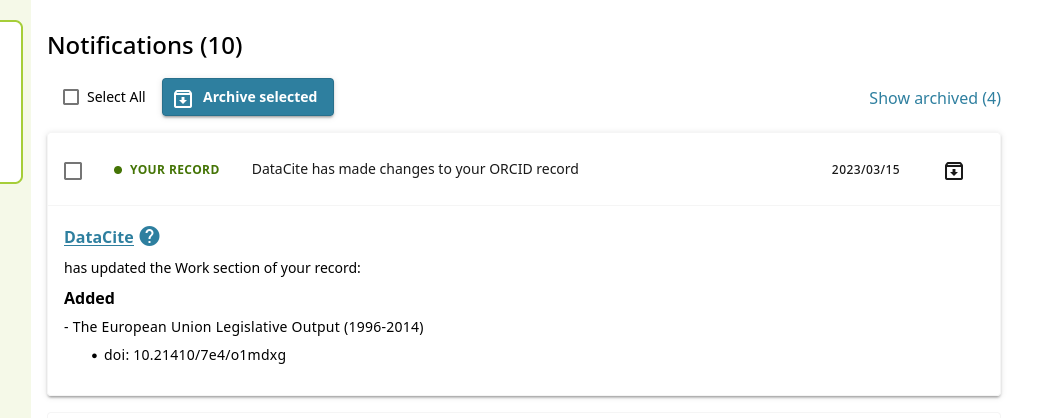 Notifications (10)
Select All
Archive selected
Show archived (4)
YOUR RECORD
DataCite has made changes to your ORCID record
2023/03/15
DataCite ?
has updated the Work section of your record:
Added
- The European Union Legislative Output (1996-2014)
• doi: 10.21410/7e4/o1mdxg